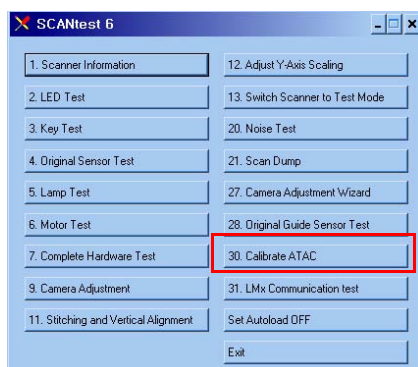 SCANtest 6
1. Scanner Information
2. LED Test
3. Key Test
4. Original Sensor Test
5. Lamp Test
6. Motor Test
7. Complete Hardware Test
9. Camera Adjustment
11. Stitching and Vertical Alignment
12. Adjust Y-Axis Scaling
13. Switch Scanner to Test Mode
20. Noise Test
21. Scan Dump
27. Camera Adjustment Wizard
28. Original Guide Sensor Test
30. Calibrate ATAC
31. LMx Communication test
Set Autoload OFF
Exit